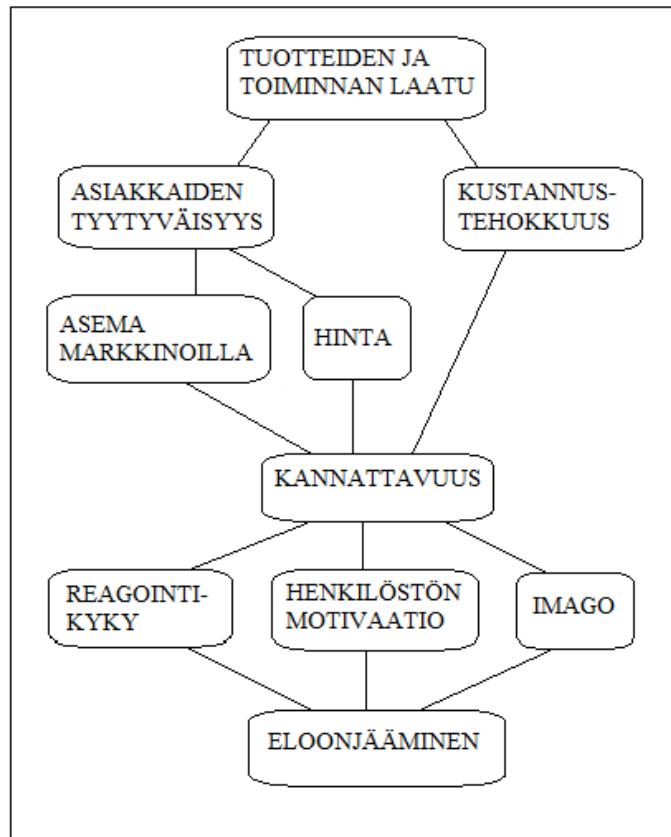 TUOTTEIDEN JA
TOIMINNAN LAATU
ASIAKKAIDEN
TYYTYVÄISYYS
KUSTANNUS-
TEHOKKUUS
ASEMA
MARKKINOILLA
HINTA
KANNATTAVUUS
REAGOINTI-
KYKY
HENKILÖSTÖN
MOTIVAATIO
IMAGO
ELOONJÄÄMINEN